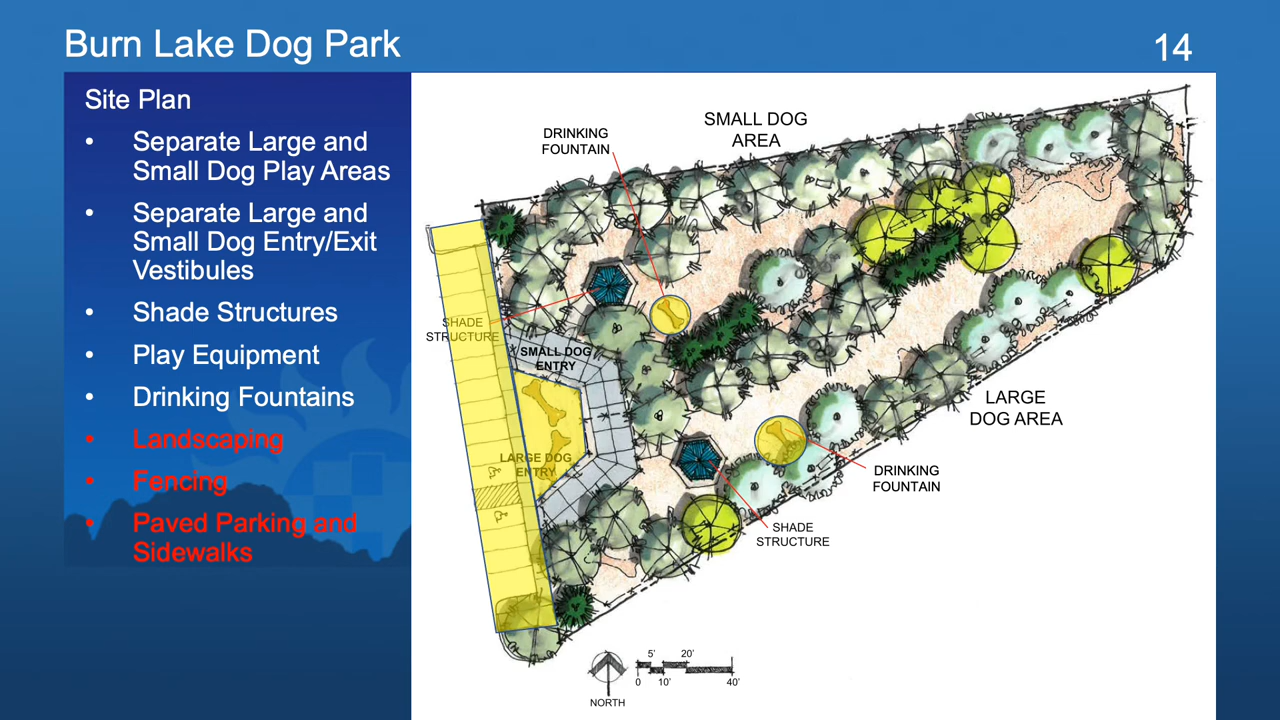 Burn Lake Dog Park
14
Site Plan
• Separate Large and
Small Dog Play Areas
• Separate Large and
Small Dog Entry/Exit
Vestibules
• Shade Structures
• Play Equipment
• Drinking Fountains
• Landscaping
• Fencing
• Paved Parking and
Sidewalks
SMALL DOG
AREA
DRINKING
FOUNTAIN
SHADE
STRUCTURE
SMALL DOG
ENTRY
LARGE DOG
ENTRY
LARGE
DOG AREA
DRINKING
FOUNTAIN
SHADE
STRUCTURE
5' 20'
0 10' 40'
NORTH